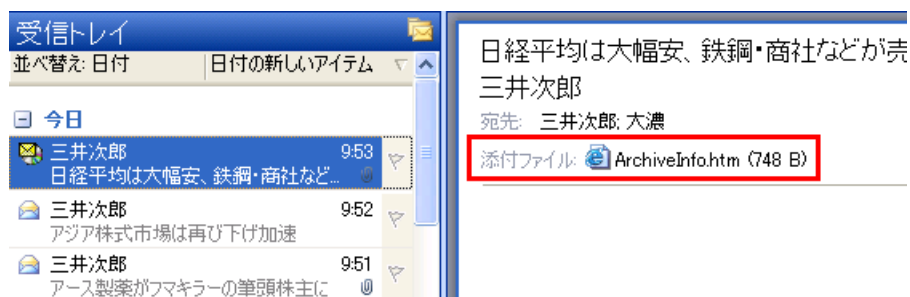 受信トレイ
並べ替え: 日付 日付の新しいアイテム
今日
三井次郎 9:53
日経平均は大幅安、鉄鋼・商社など...
三井次郎 9:52
アジア株式市場は再び下げ加速
三井次郎 9:51
アース製薬がフマキラーの筆頭株主に
日経平均は大幅安、鉄鋼・商社などが売
三井次郎
宛先: 三井次郎; 大濃
添付ファイル: ArchiveInfo.htm (748 B)